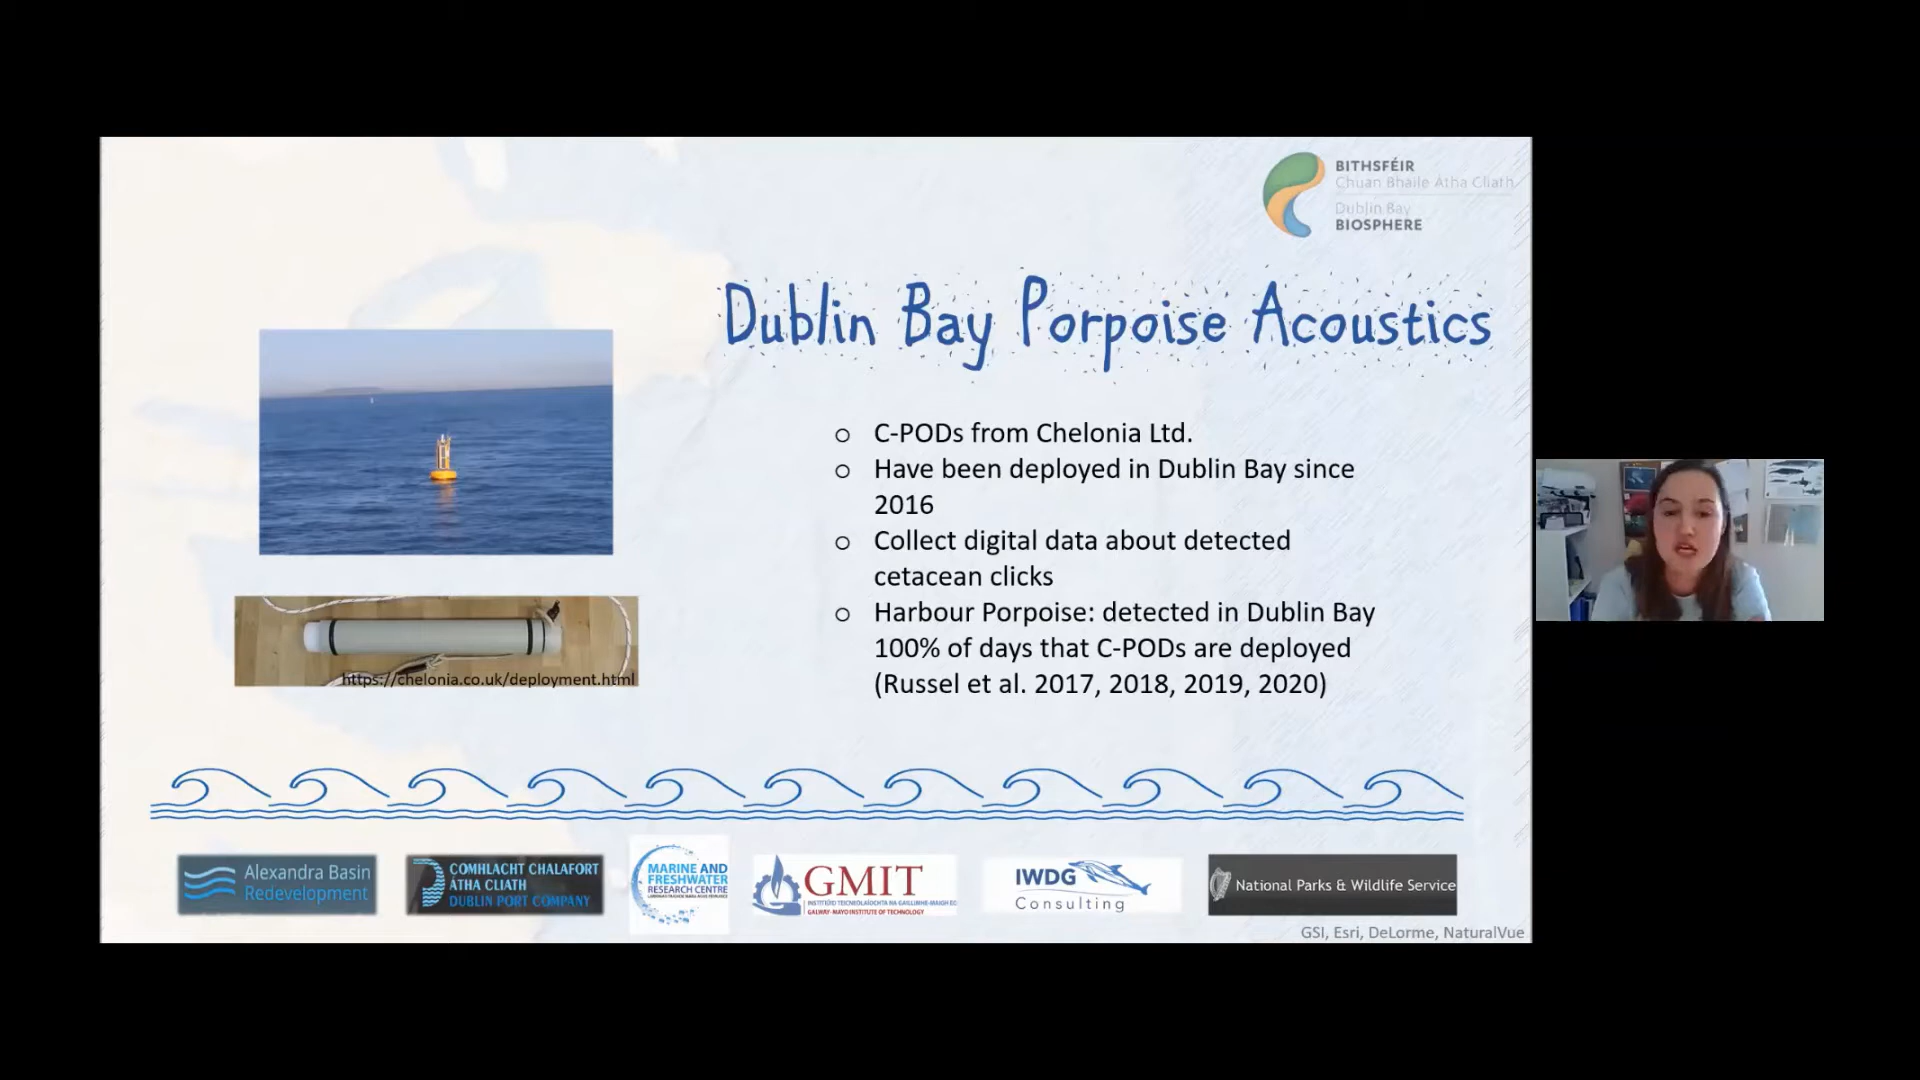 BITHSFÉIR
Chuan Bhaile Átha Cliath
Dublin Bay
BIOSPHERE
Dublin Bay Porpoise Acoustics
o C-PODs from Chelonia Ltd.
o Have been deployed in Dublin Bay since
2016
o Collect digital data about detected
cetacean clicks
o Harbour Porpoise: detected in Dublin Bay
100% of days that C-PODs are deployed
(Russel et al. 2017, 2018, 2019, 2020)
https://chelonia.co.uk/deployment.html
Alexandra Basin
Redevelopment
COMHLACHT CHALAFORT
ÁTHA CLIATH
DUBLIN PORT COMPANY
MARINE AND
FRESHWATER
RESEARCH CENTRE
GMIT
GALWAY-MAYO INSTITUTE OF TECHNOLOGY
IWDG
Consulting
National Parks & Wildlife Service
GSI, Esri, DeLorme, NaturalVue